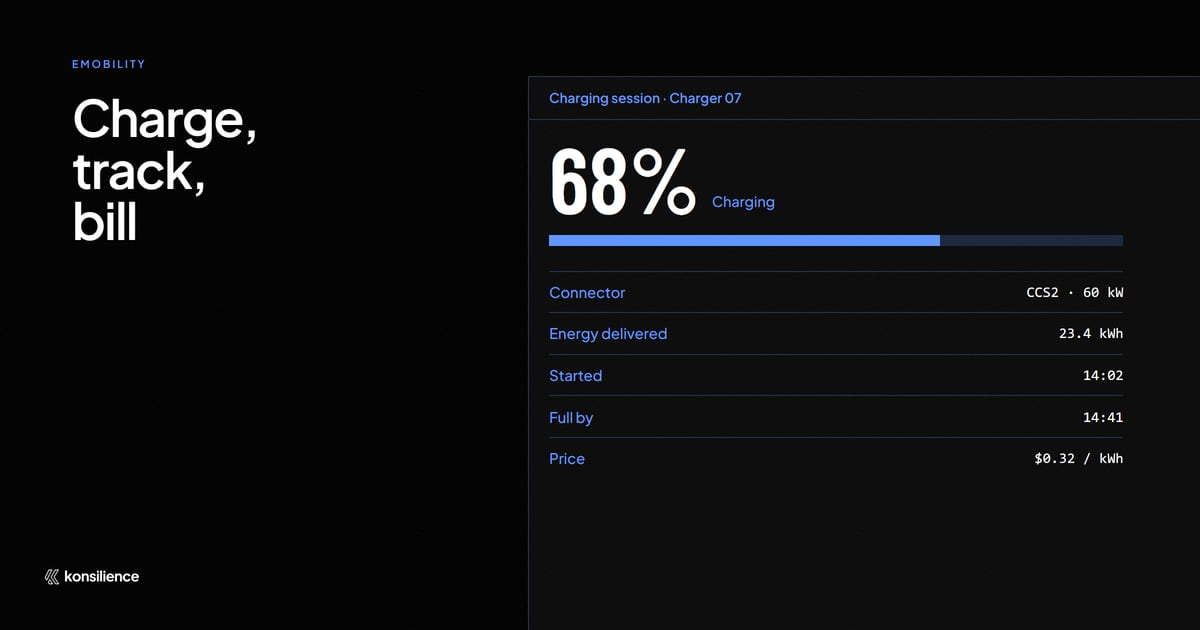 EMOBILITY
Charge,
track,
bill
Charging session · Charger 07
68% Charging
Connector CCS2 · 60 kW
Energy delivered 23.4 kWh
Started 14:02
Full by 14:41
Price $0.32 / kWh
konsilience